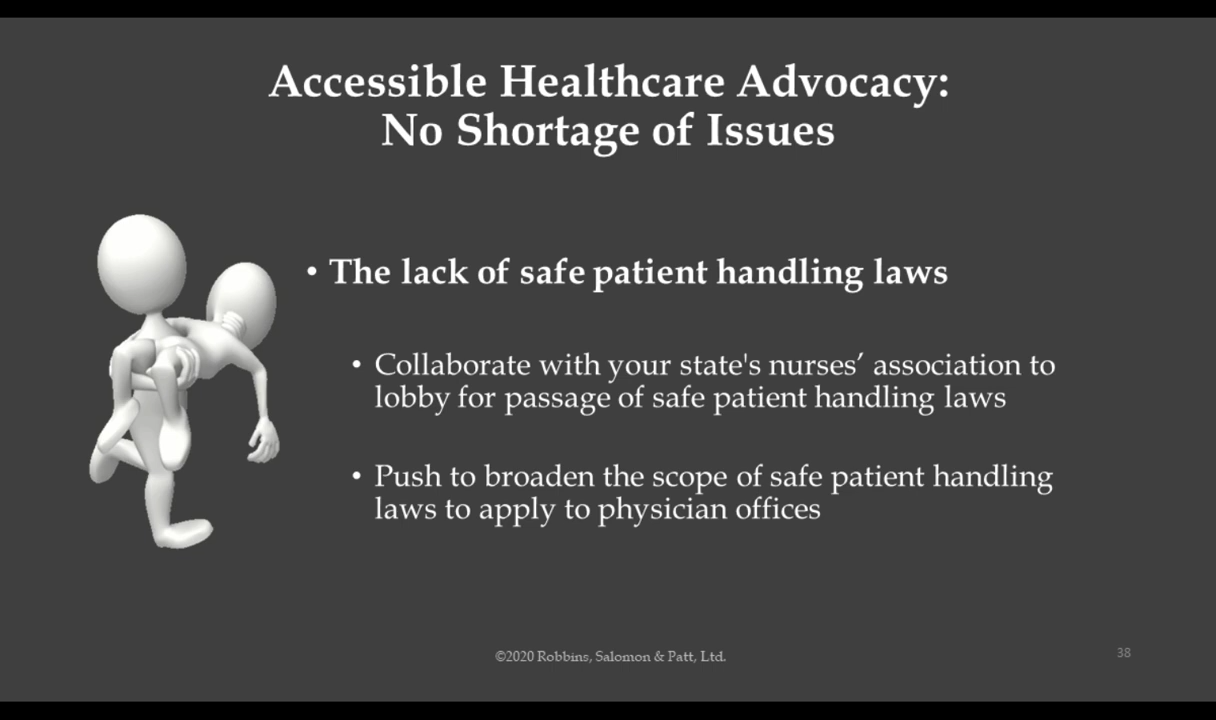 Accessible Healthcare Advocacy:
No Shortage of Issues
• The lack of safe patient handling laws
• Collaborate with your state's nurses’ association to
lobby for passage of safe patient handling laws
• Push to broaden the scope of safe patient handling
laws to apply to physician offices
©2020 Robbins, Salomon & Patt, Ltd.
38